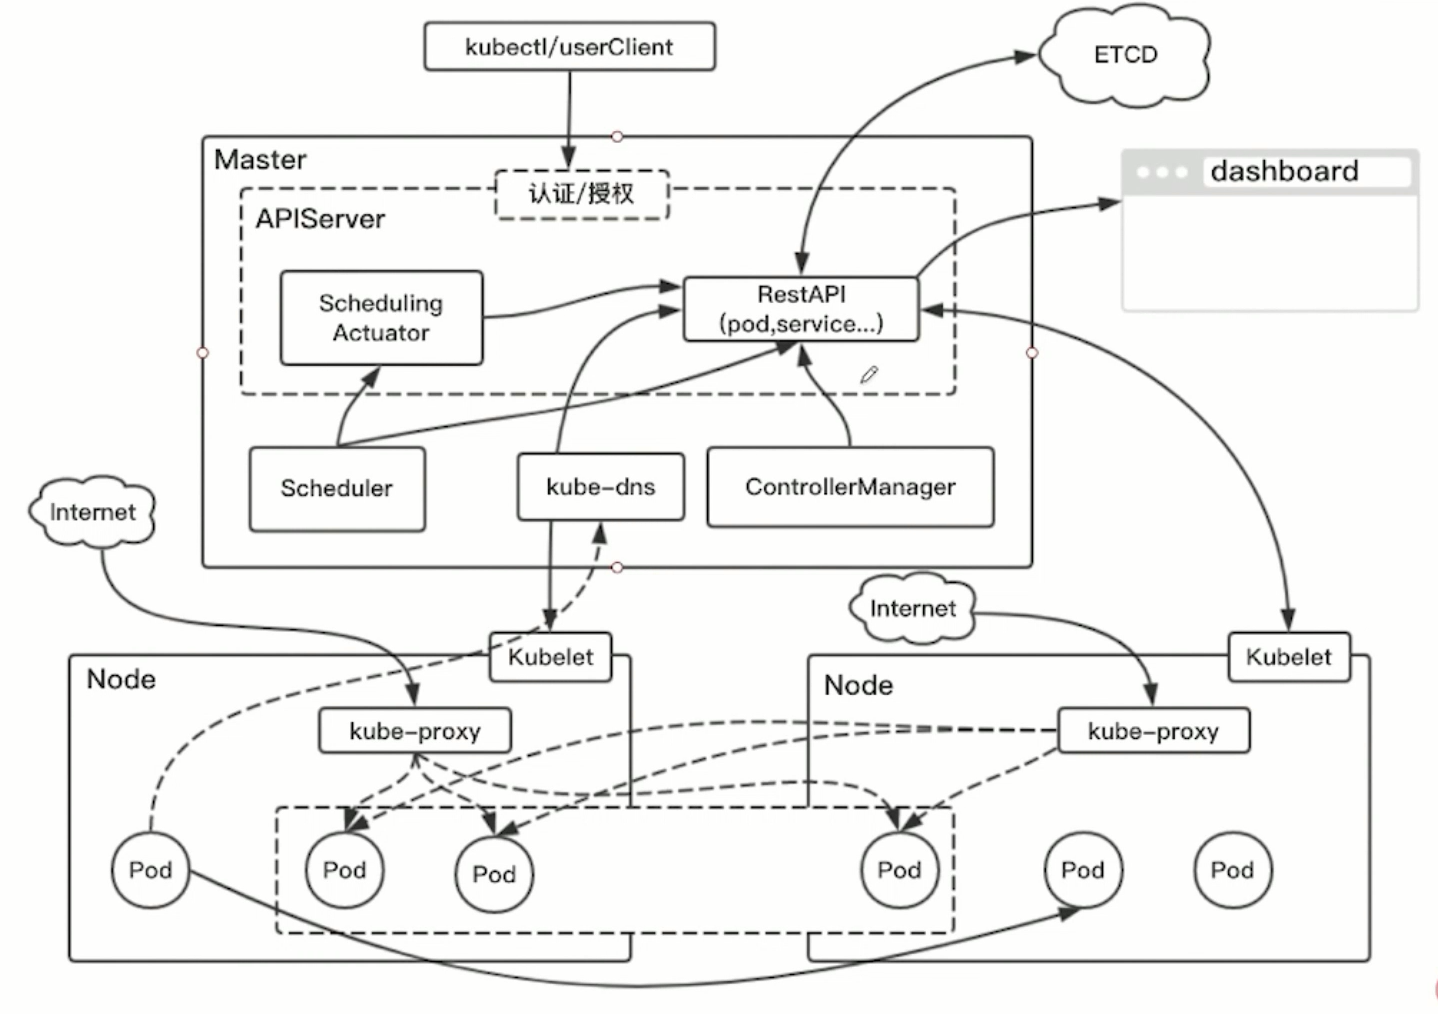 kubectl/userClient
ETCD
Master
认证/授权
dashboard
APIServer
Scheduling
Actuator
RestAPI
(pod,service...)
Scheduler
kube-dns
ControllerManager
Internet
Internet
Kubelet
Kubelet
Node
Node
kube-proxy
kube-proxy
Pod
Pod
Pod
Pod
Pod
Pod